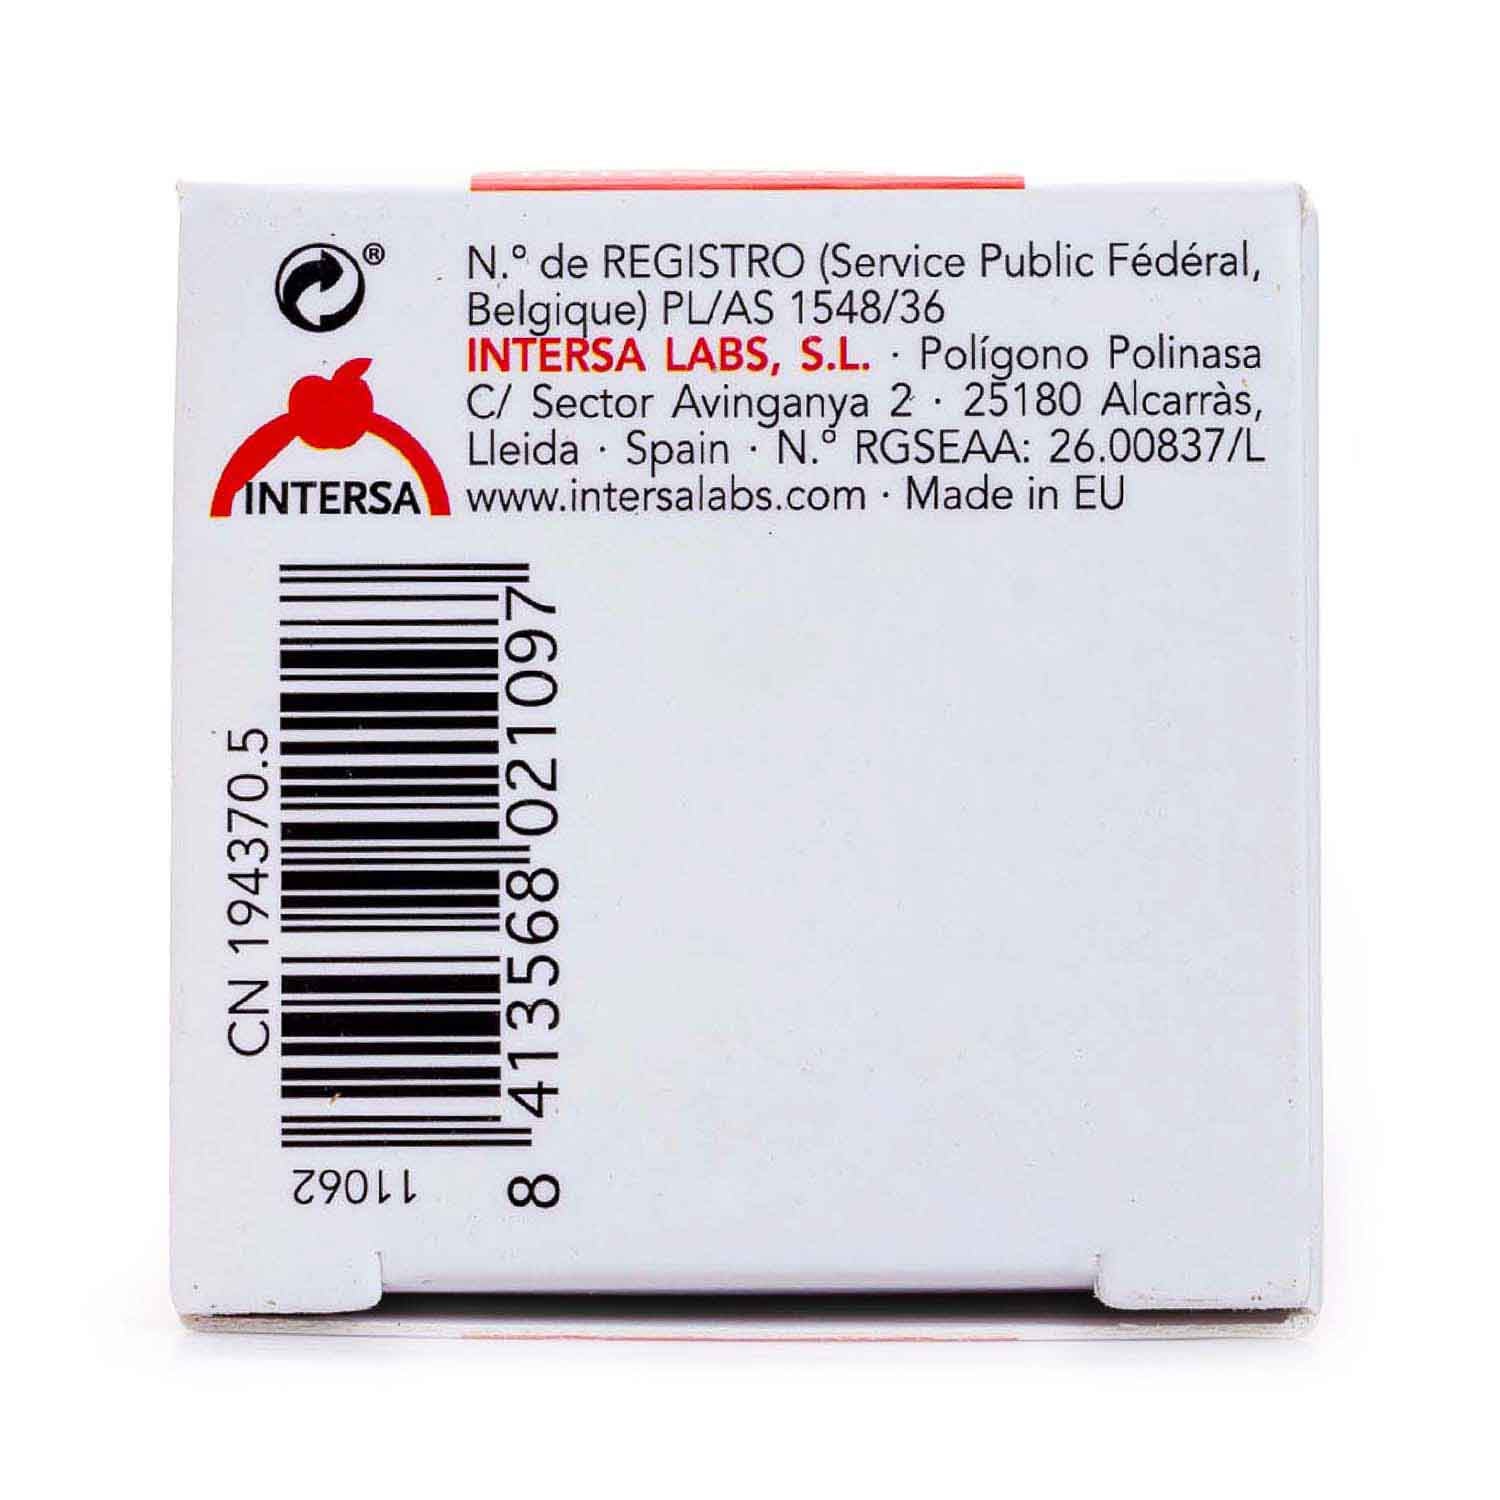 ®
N.º de REGISTRO (Service Public Fédéral,
Belgique) PL/AS 1548/36
INTERSA LABS, S.L. · Polígono Polinasa
C/ Sector Avinganya 2 · 25180 Alcarràs,
Lleida · Spain · N.º RGSEAA: 26.00837/L
www.intersalabs.com · Made in EU
INTERSA
CN 194370.5
8 413568 021097
11062